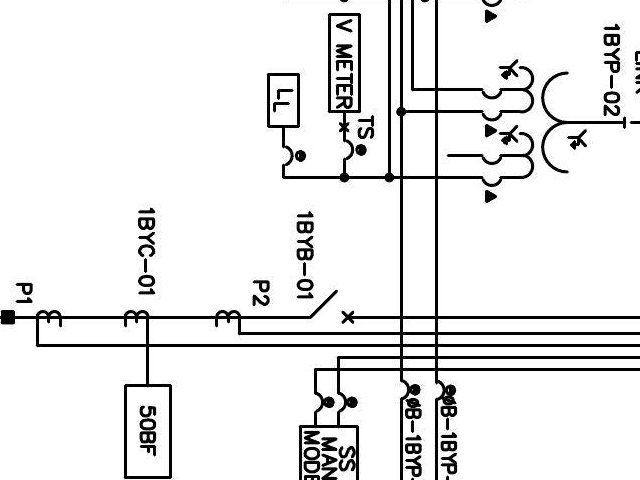 V METER
LL
TS
1BYP-02
1BYC-01
1BYB-01
P1
P2
50BF
SS
MAN
MODE
ØB-1BYP-
ØB-1BYP-